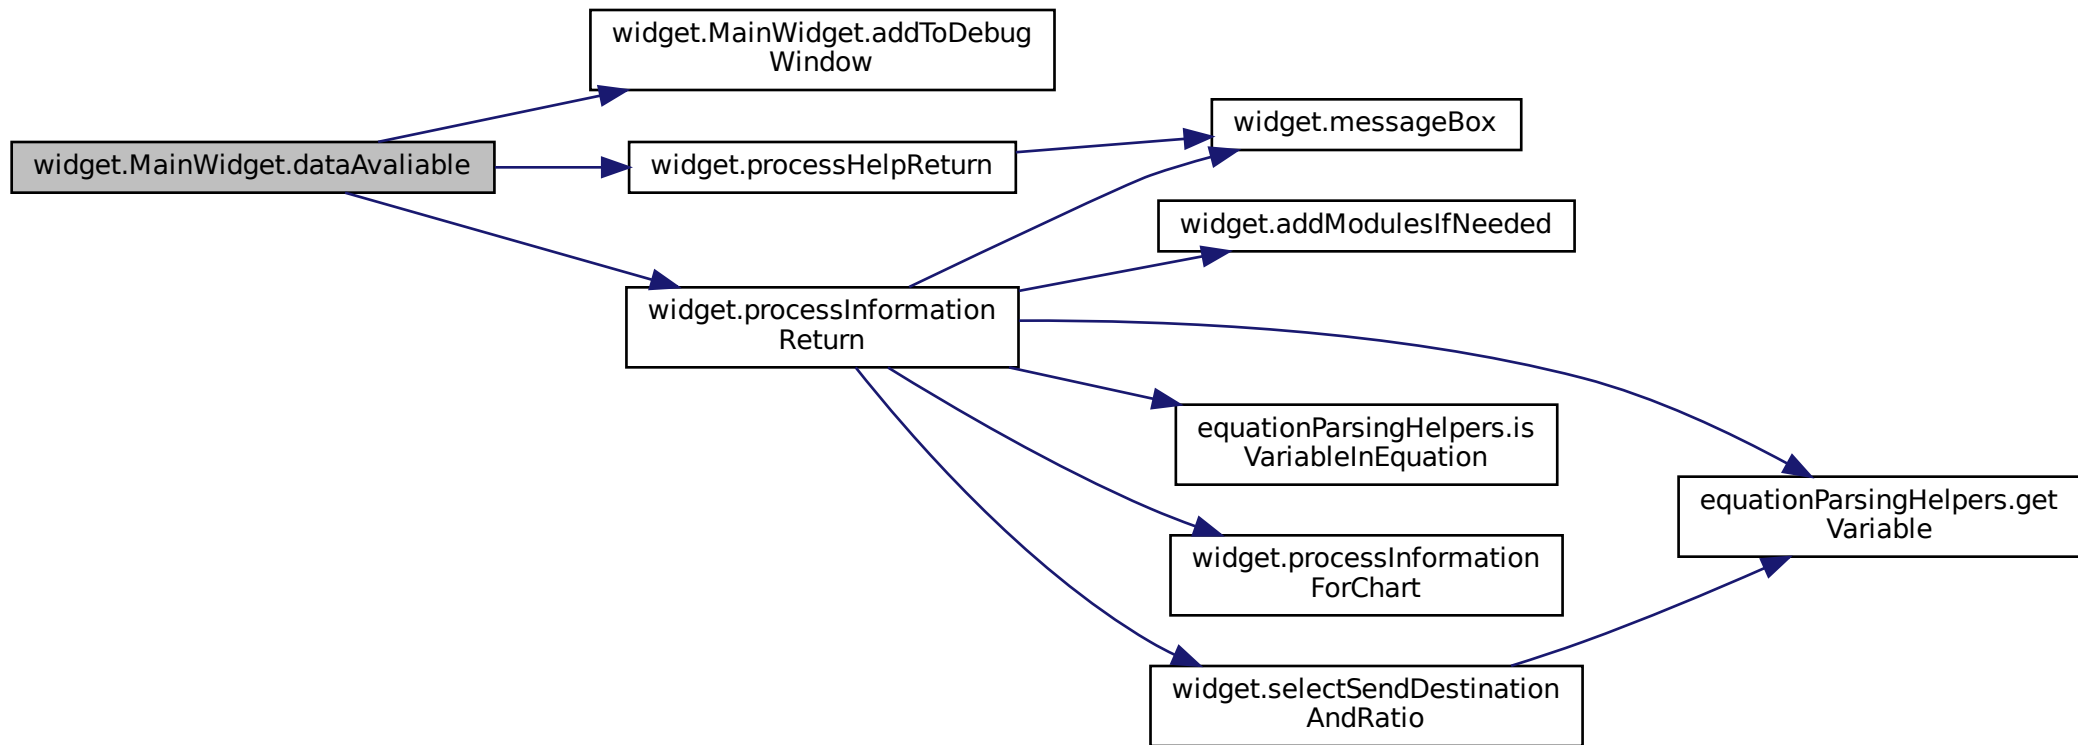 widget.MainWidget.addToDebug
Window
widget.messageBox
widget.MainWidget.dataAvaliable
widget.processHelpReturn
widget.addModulesIfNeeded
widget.processInformation
Return
equationParsingHelpers.is
VariableInEquation
equationParsingHelpers.get
Variable
widget.processInformation
ForChart
widget.selectSendDestination
AndRatio